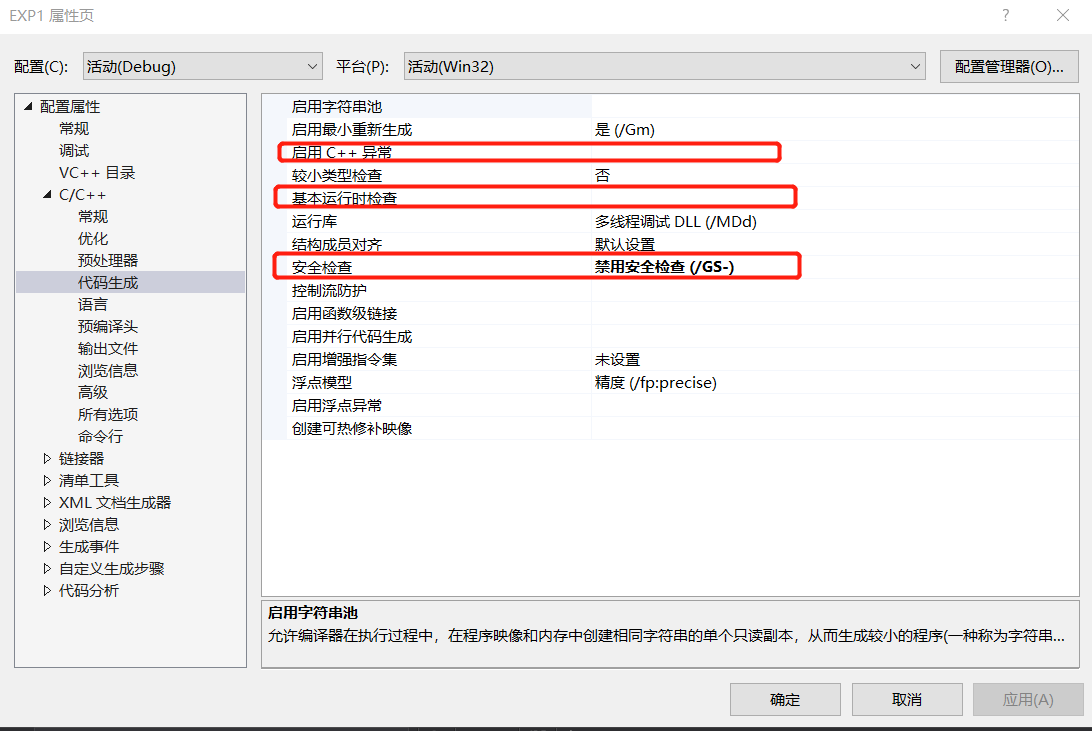 EXP1 属性页
?
配置(C): 活动(Debug) 平台(P): 活动(Win32) 配置管理器(O)...
配置属性
常规
调试
VC++ 目录
C/C++
常规
优化
预处理器
代码生成
语言
预编译头
输出文件
浏览信息
高级
所有选项
命令行
链接器
清单工具
XML 文档生成器
浏览信息
生成事件
自定义生成步骤
代码分析
启用字符串池
启用最小重新生成 是 (/Gm)
启用 C++ 异常
较小类型检查 否
基本运行时检查
运行库 多线程调试 DLL (/MDd)
结构成员对齐 默认设置
安全检查 禁用安全检查 (/GS-)
控制流防护
启用函数级链接
启用并行代码生成
启用增强指令集 未设置
浮点模型 精度 (/fp:precise)
启用浮点异常
创建可热修补映像
启用字符串池
允许编译器在执行过程中，在程序映像和内存中创建相同字符串的单个只读副本，从而生成较小的程序(一种称为字符串...
确定 取消 应用(A)